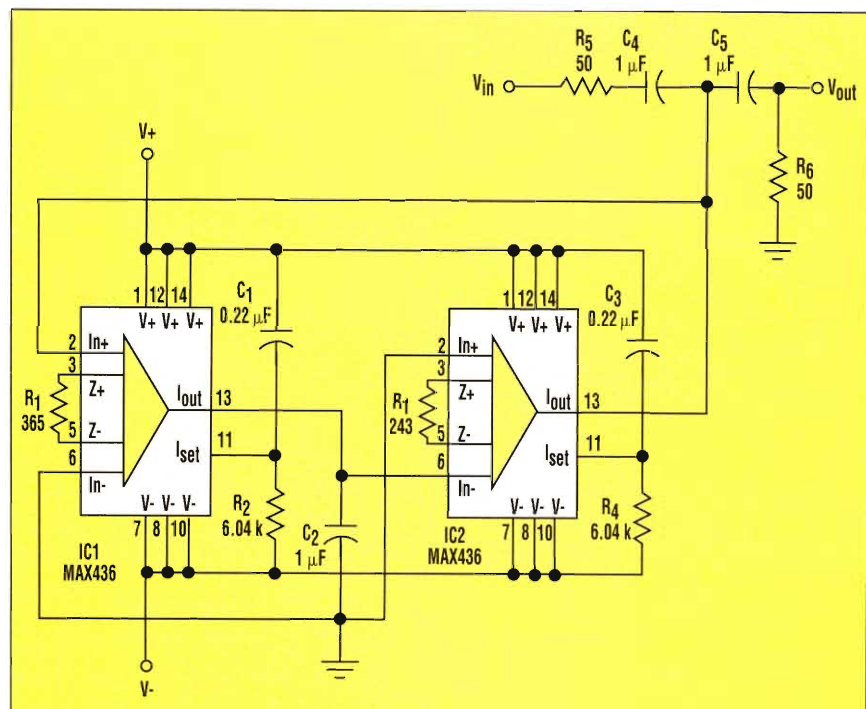 R5
50
C4
1 µF
C5
1 µF
Vin
Vout
R6
50
V+
1 12 14
V+ V+ V+
C1
0.22 µF
1 12 14
V+ V+ V+
C3
0.22 µF
2 In+
3
Z+
R1
365
Z-
5
6
In-
Iout 13
Iset 11
V- V- V-
7 8 10
IC1
MAX436
R2
6.04 k
C2
1 µF
2 In+
3
Z+
R1
243
Z-
5
6
In-
Iout 13
Iset 11
V- V- V-
7 8 10
IC2
MAX436
R4
6.04 k
V-